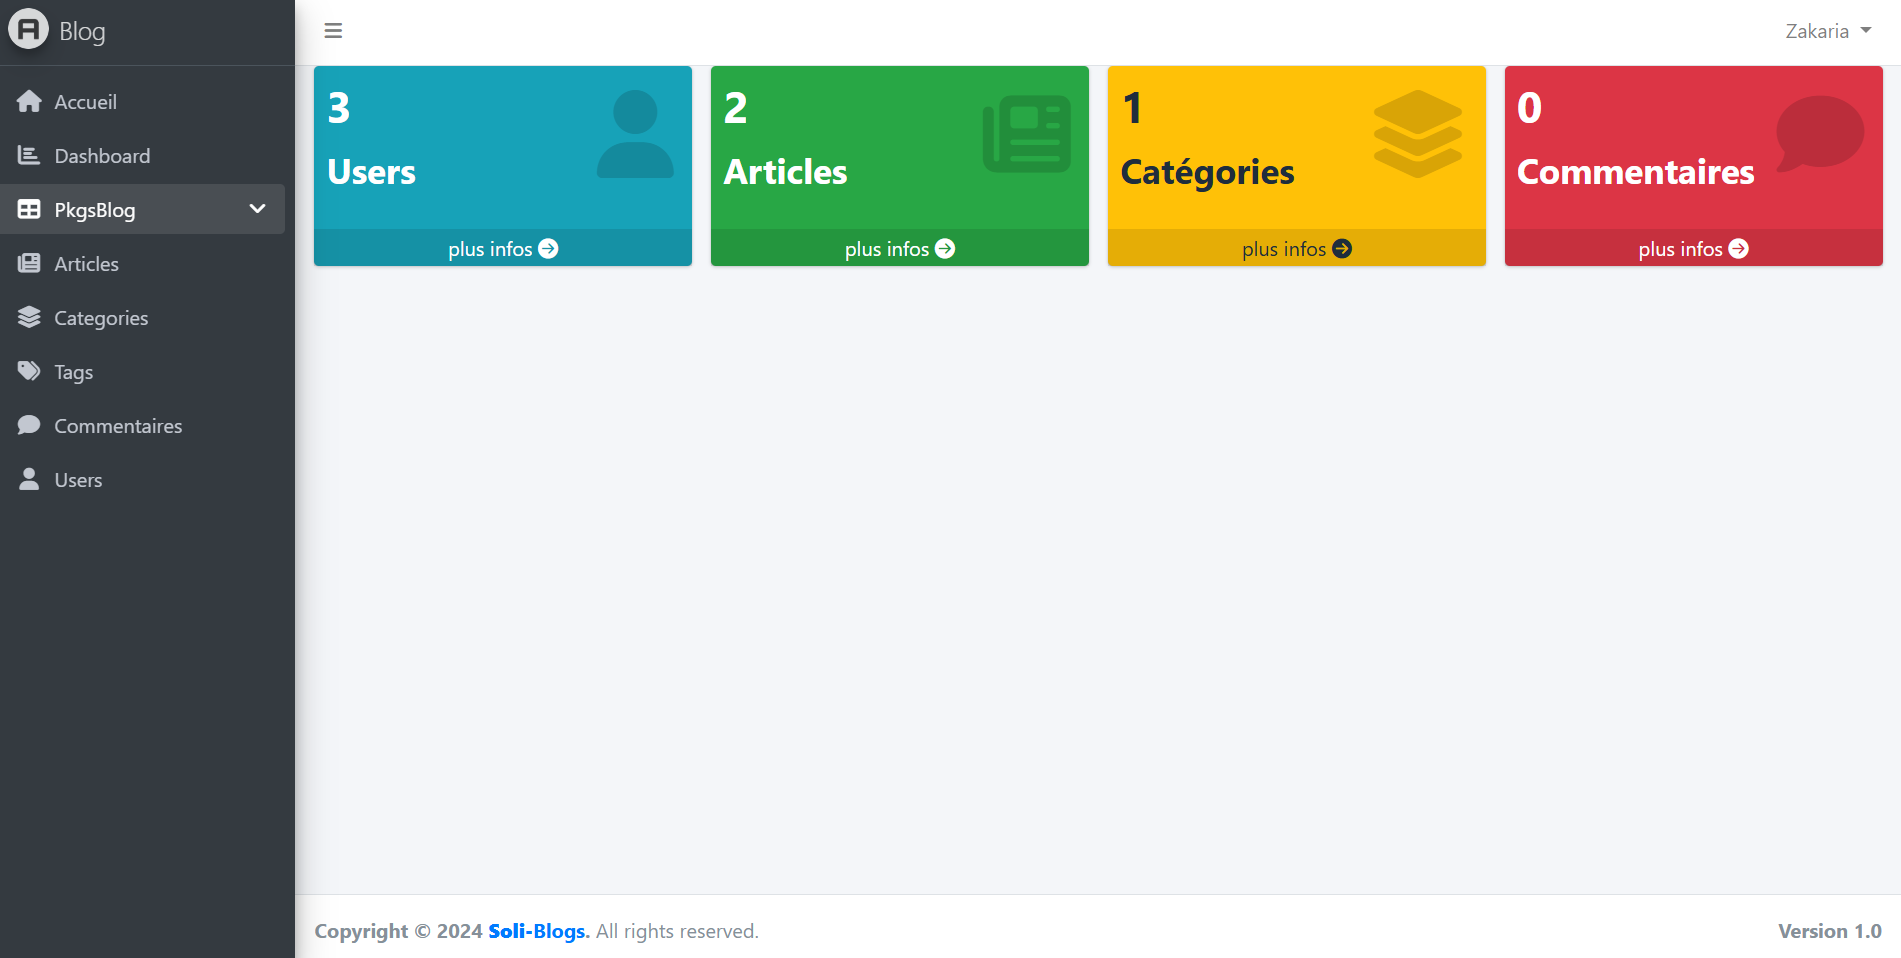 Blog
Zakaria
Accueil
Dashboard
PkgsBlog
Articles
Categories
Tags
Commentaires
Users
3
Users
plus infos
2
Articles
plus infos
1
Catégories
plus infos
0
Commentaires
plus infos
Copyright © 2024 Soli-Blogs. All rights reserved.
Version 1.0